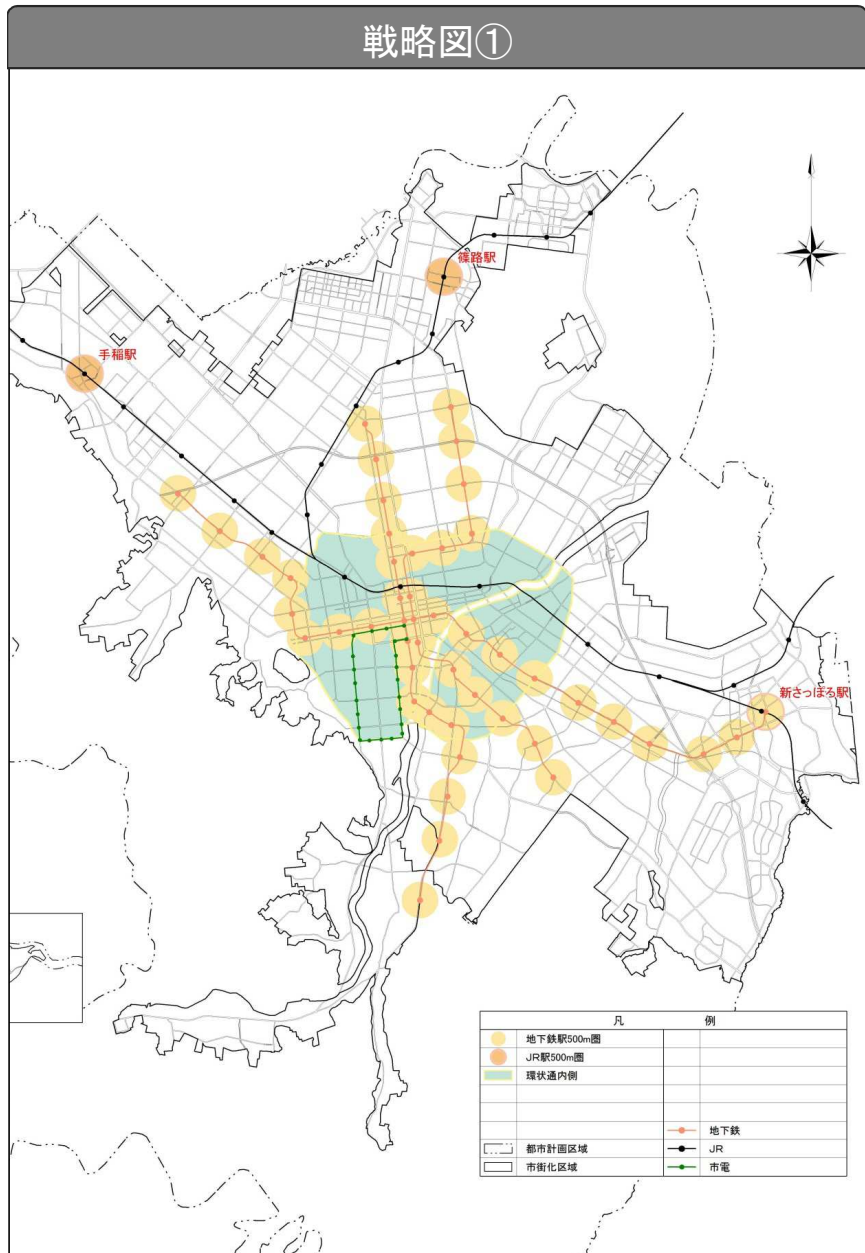 戦略図①
篠路駅
手稲駅
新さっぽろ駅
凡 例
地下鉄駅500m圏
JR駅500m圏
環状通内側
地下鉄
都市計画区域
JR
市街化区域
市電